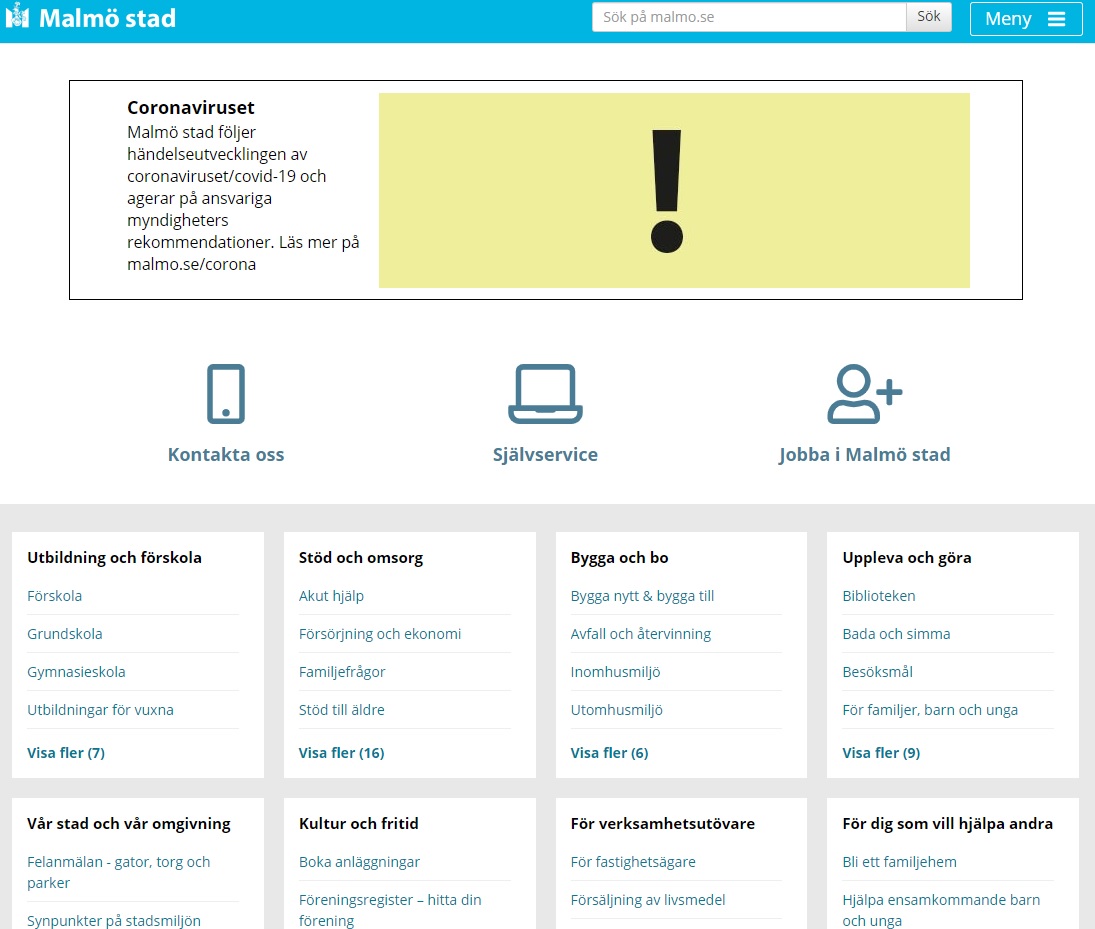 Malmö stad
Sök på malmo.se
Sök
Meny
Coronaviruset
Malmö stad följer
händelseutvecklingen av
coronaviruset/covid-19 och
agerar på ansvariga
myndigheters
rekommendationer. Läs mer på
malmo.se/corona
!
Kontakta oss
Självservice
Jobba i Malmö stad
Utbildning och förskola
Förskola
Grundskola
Gymnasieskola
Utbildningar för vuxna
Visa fler (7)
Stöd och omsorg
Akut hjälp
Försörjning och ekonomi
Familjefrågor
Stöd till äldre
Visa fler (16)
Bygga och bo
Bygga nytt & bygga till
Avfall och återvinning
Inomhusmiljö
Utomhusmiljö
Visa fler (6)
Uppleva och göra
Biblioteken
Bada och simma
Besöksmål
För familjer, barn och unga
Visa fler (9)
Vår stad och vår omgivning
Felanmälan - gator, torg och
parker
Synpunkter på stadsmiljön
Kultur och fritid
Boka anläggningar
Föreningsregister – hitta din
förening
För verksamhetsutövare
För fastighetsägare
Försäljning av livsmedel
För dig som vill hjälpa andra
Bli ett familjehem
Hjälpa ensamkommande barn
och unga